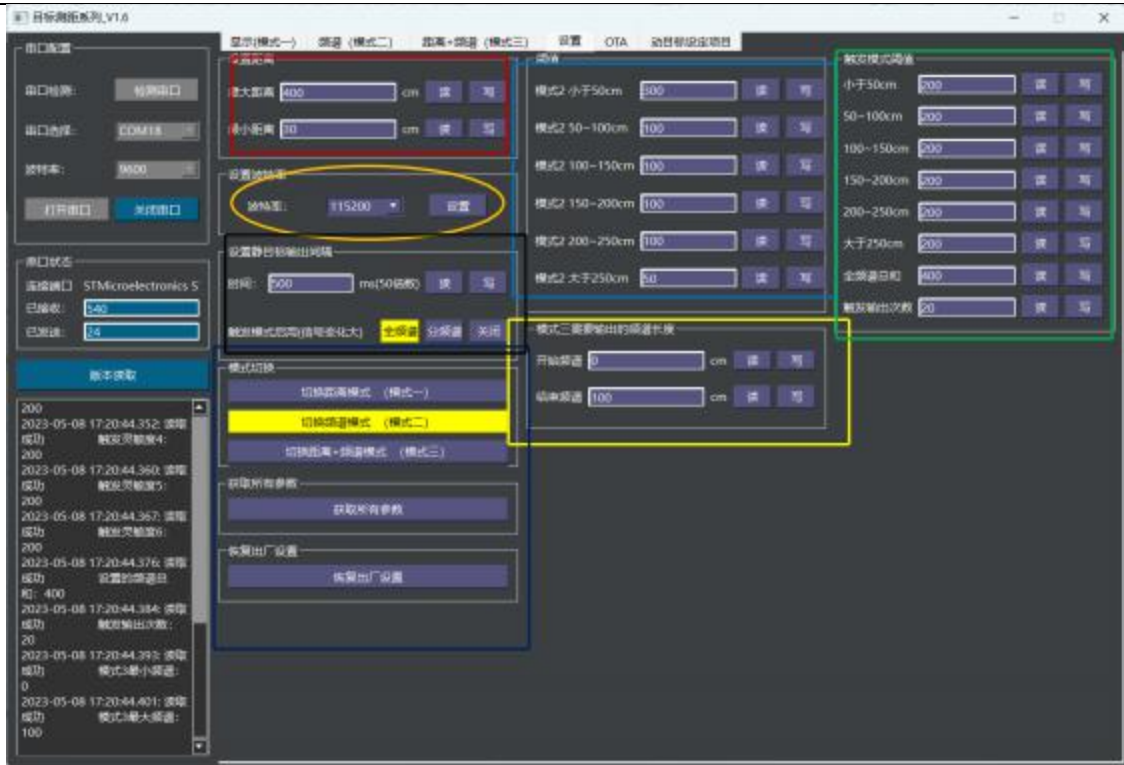 目标测距系列_V1.6
串口配置
串口检测:
检测串口
串口选择:
COM18
波特率:
9600
打开串口
关闭串口
串口状态
连接端口 STMicroelectronics S
已接收: 540
已发送: 24
版本读取
200
2023-05-08 17:20:44.352: 读取
成功 触发灵敏度4:
200
2023-05-08 17:20:44.360: 读取
成功 触发灵敏度5:
200
2023-05-08 17:20:44.367: 读取
成功 触发灵敏度6:
200
2023-05-08 17:20:44.376: 读取
成功 设置的频谱总
和: 400
2023-05-08 17:20:44.384: 读取
成功 触发输出次数:
20
2023-05-08 17:20:44.393: 读取
成功 模式3最小频谱:
0
2023-05-08 17:20:44.401: 读取
成功 模式3最大频谱:
100
显示(模式一) 频谱 (模式二) 距离+频谱 (模式三) 设置 OTA 动目标设定项目
设置距离
最大距离 400 cm 读 写
最小距离 30 cm 读 写
设置波特率
波特率: 115200 设置
设置静目标输出间隔
时间: 500 ms(50倍数) 读 写
触发模式启动(信号变化大) 全频谱 分频谱 关闭
模式切换
切换距离模式 (模式一)
切换频谱模式 (模式二)
切换距离+频谱模式 (模式三)
获取所有参数
获取所有参数
恢复出厂设置
恢复出厂设置
阈值
模式2 小于50cm 300 读 写
模式2 50~100cm 100 读 写
模式2 100~150cm 100 读 写
模式2 150~200cm 100 读 写
模式2 200~250cm 100 读 写
模式2 大于250cm 50 读 写
模式三需要输出的频谱长度
开始频谱 0 cm 读 写
结束频谱 100 cm 读 写
触发模式阈值
小于50cm 200 读 写
50~100cm 200 读 写
100~150cm 200 读 写
150~200cm 200 读 写
200~250cm 200 读 写
大于250cm 200 读 写
全频谱总和 400 读 写
触发输出次数 20 读 写